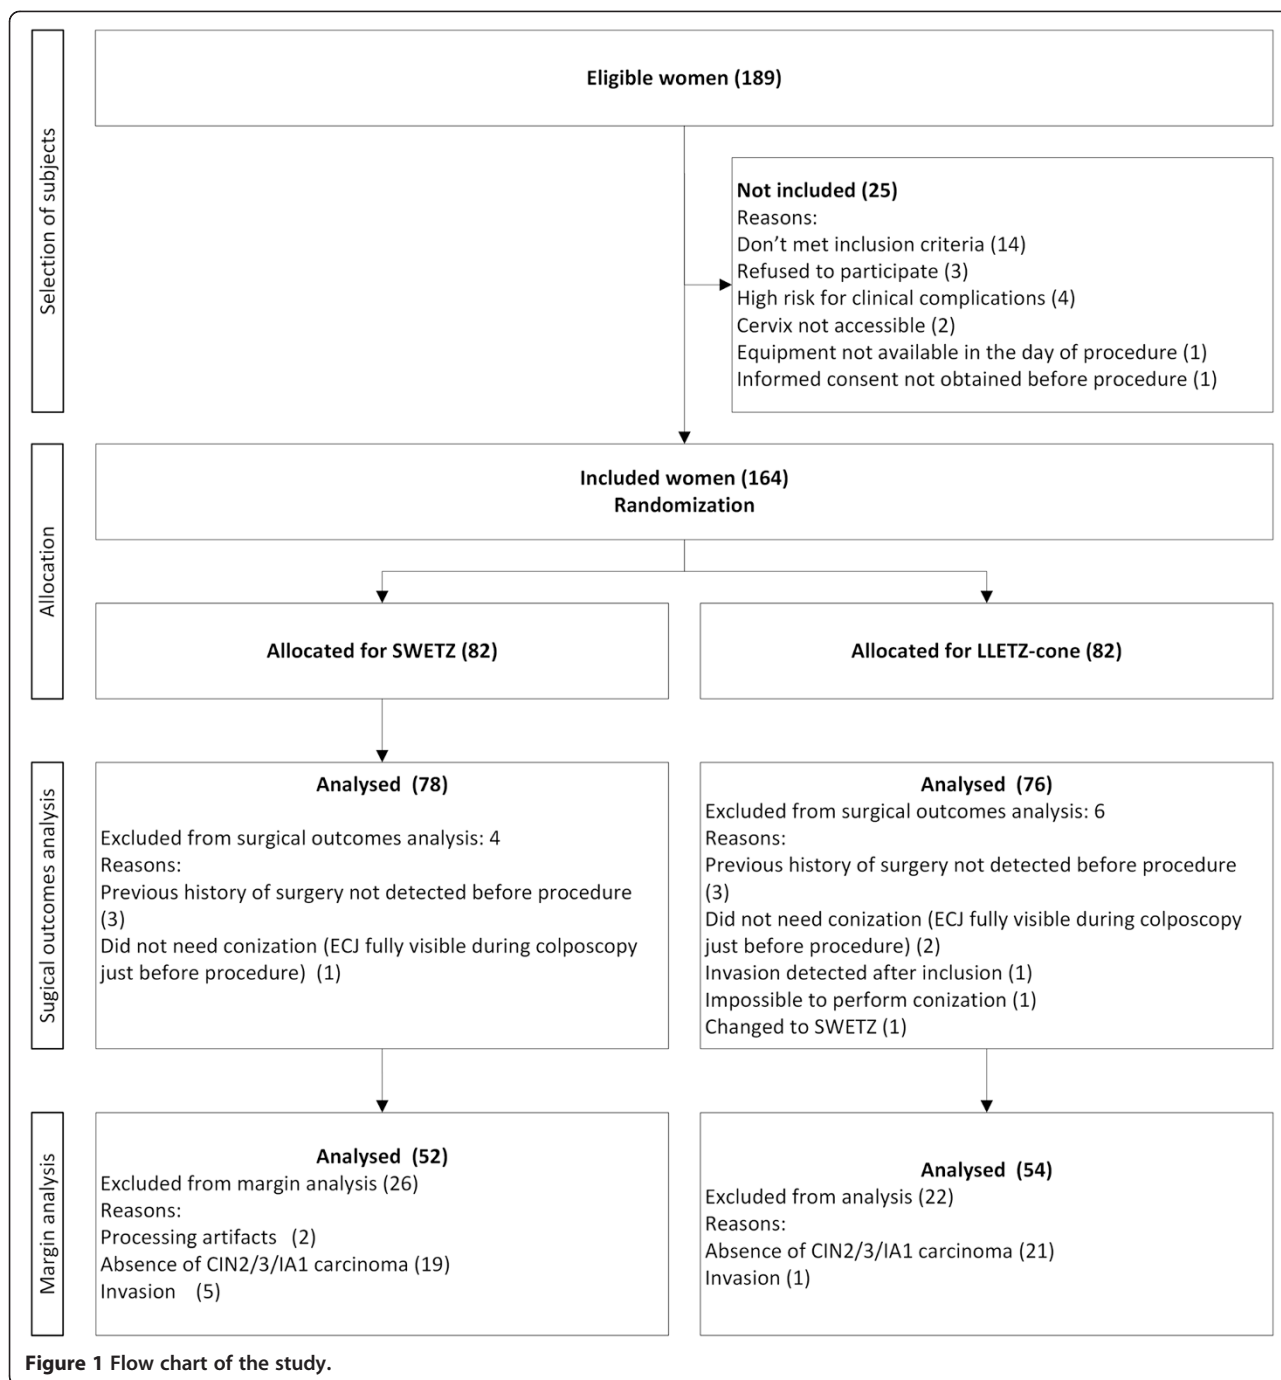 Selection of subjects
Eligible women (189)
Not included (25)
Reasons:
Don't met inclusion criteria (14)
Refused to participate (3)
High risk for clinical complications (4)
Cervix not accessible (2)
Equipment not available in the day of procedure (1)
Informed consent not obtained before procedure (1)
Allocation
Included women (164)
Randomization
Allocated for SWETZ (82)
Allocated for LLETZ-cone (82)
Sugical outcomes analysis
Analysed (78)
Excluded from surgical outcomes analysis: 4
Reasons:
Previous history of surgery not detected before procedure
(3)
Did not need conization (ECJ fully visible during colposcopy
just before procedure) (1)
Analysed (76)
Excluded from surgical outcomes analysis: 6
Reasons:
Previous history of surgery not detected before procedure
(3)
Did not need conization (ECJ fully visible during colposcopy
just before procedure) (2)
Invasion detected after inclusion (1)
Impossible to perform conization (1)
Changed to SWETZ (1)
Margin analysis
Analysed (52)
Excluded from margin analysis (26)
Reasons:
Processing artifacts (2)
Absence of CIN2/3/IA1 carcinoma (19)
Invasion (5)
Analysed (54)
Excluded from analysis (22)
Reasons:
Absence of CIN2/3/IA1 carcinoma (21)
Invasion (1)
Figure 1 Flow chart of the study.